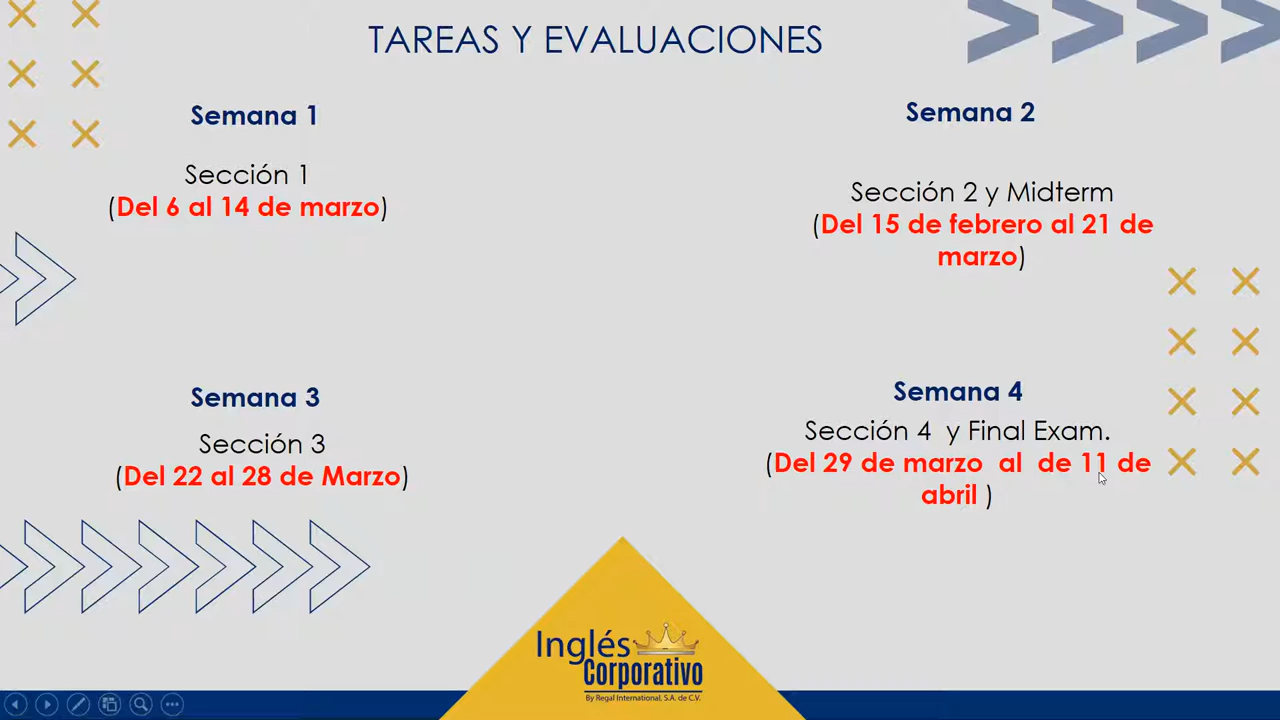 TAREAS Y EVALUACIONES
Semana 1
Sección 1
(Del 6 al 14 de marzo)
Semana 2
Sección 2 y Midterm
(Del 15 de febrero al 21 de
marzo)
Semana 3
Sección 3
(Del 22 al 28 de Marzo)
Semana 4
Sección 4 y Final Exam.
(Del 29 de marzo al de 11 de
abril )
Inglés
Corporativo
By Regal International, S.A. de C.V.